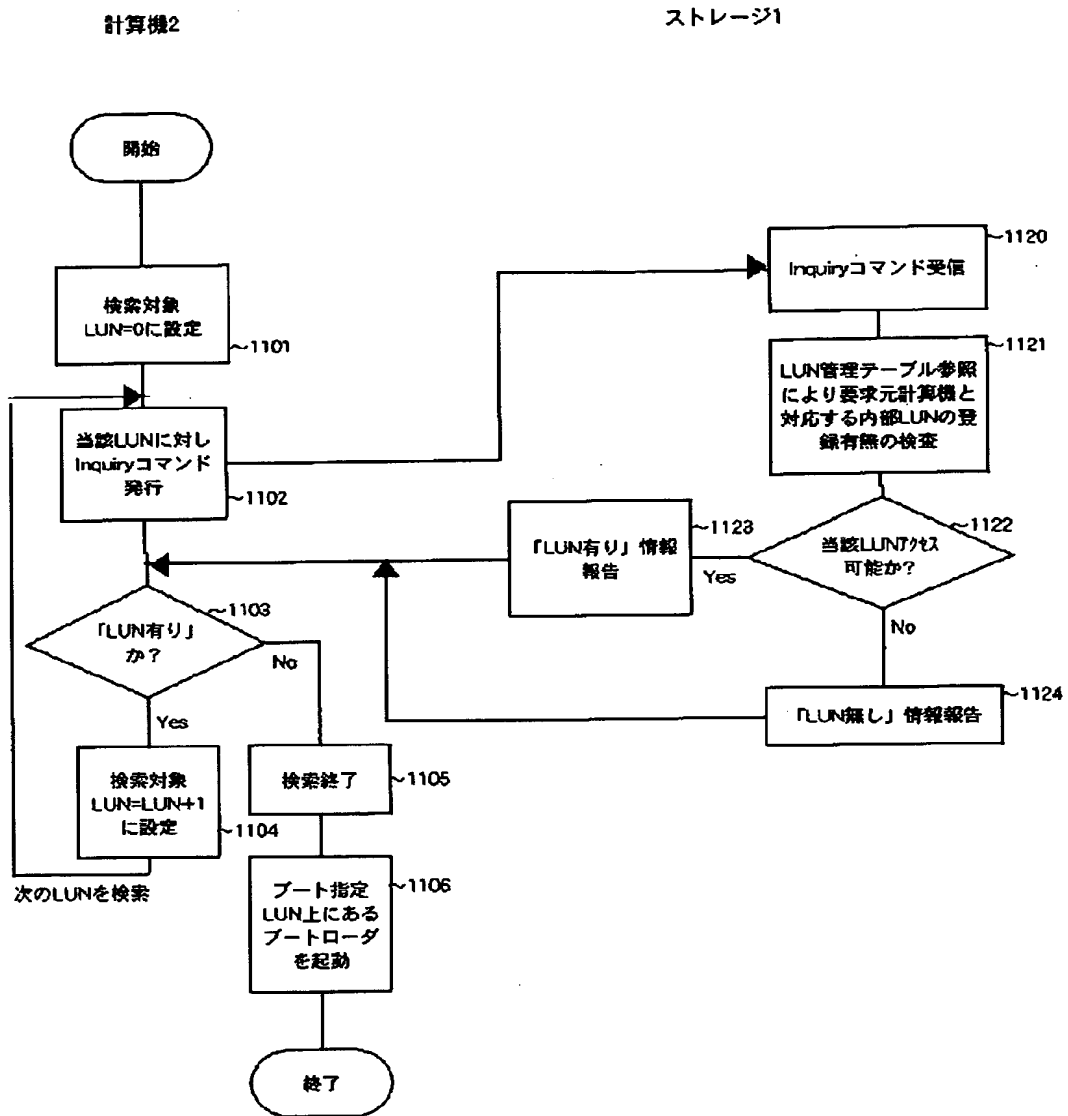 計算機2
ストレージ1
開始
検索対象
LUN=0に設定
1101
当該LUNに対し
Inquiryコマンド
発行
1102
「LUN有り」
か?
1103
No
Yes
検索対象
LUN=LUN+1
に設定
1104
次のLUNを検索
検索終了
1105
ブート指定
LUN上にある
ブートローダ
を起動
1106
終了
Inquiryコマンド受信
1120
LUN管理テーブル参照
により要求元計算機と
対応する内部LUNの登
録有無の検査
1121
当該LUNアクセス
可能か?
1122
Yes
No
「LUN有り」情報
報告
1123
「LUN無し」情報報告
1124